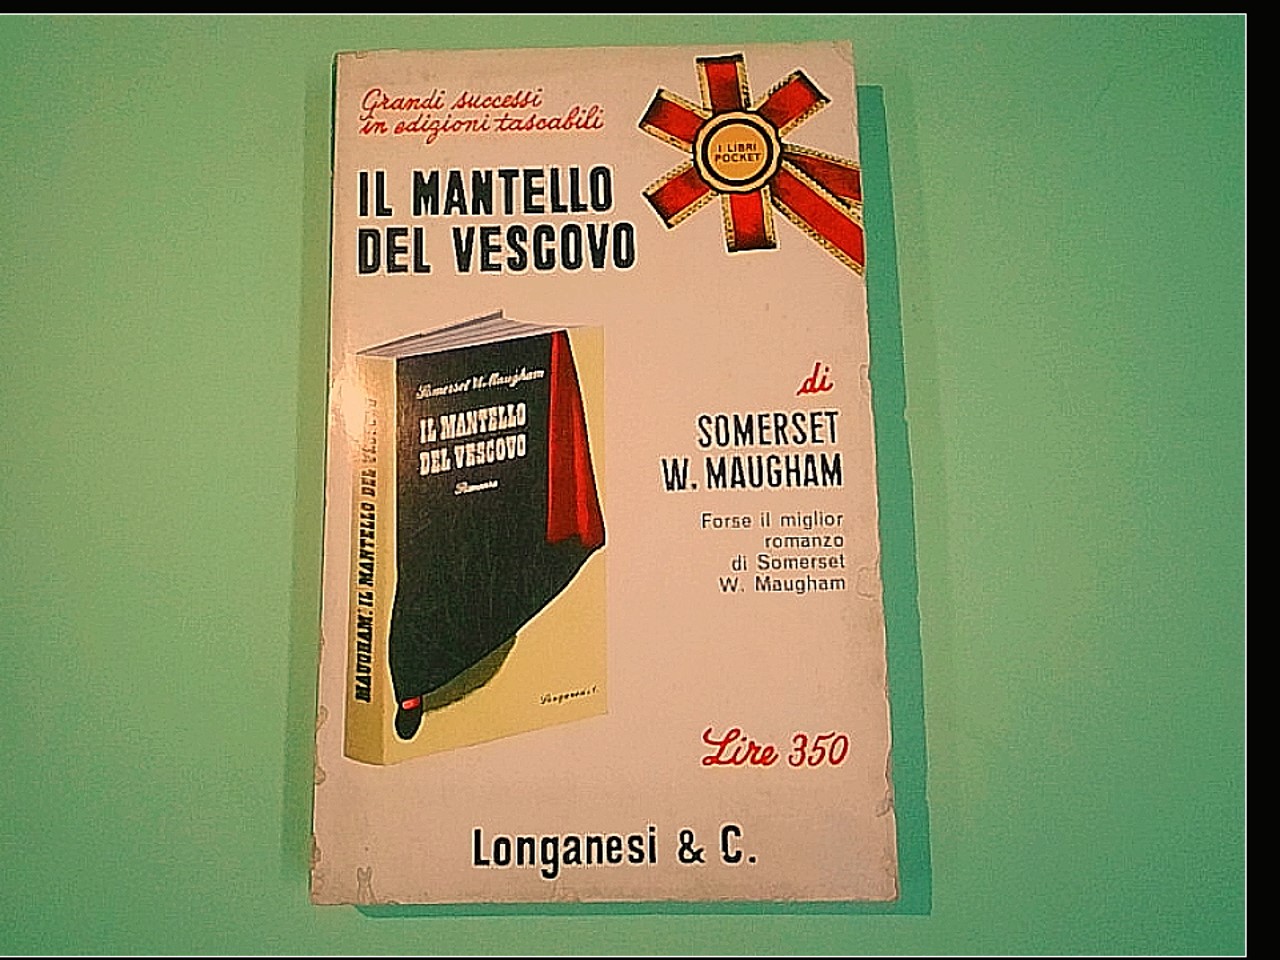 Grandi successi
in edizioni tascabili
I LIBRI
POCKET
IL MANTELLO
DEL VESCOVO
Somerset W. Maugham
IL MANTELLO
DEL VESCOVO
Romanzo
MAUGHAM: IL MANTELLO DEL VESCOVO
Longanesi & C.
di
SOMERSET
W. MAUGHAM
Forse il miglior
romanzo
di Somerset
W. Maugham
Lire 350
Longanesi & C.